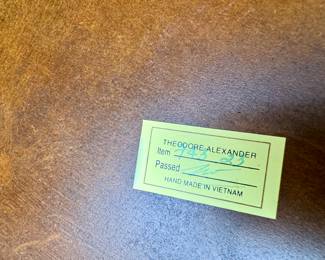 THEODORE ALEXANDER
Item
Passed
HAND MADE IN VIETNAM